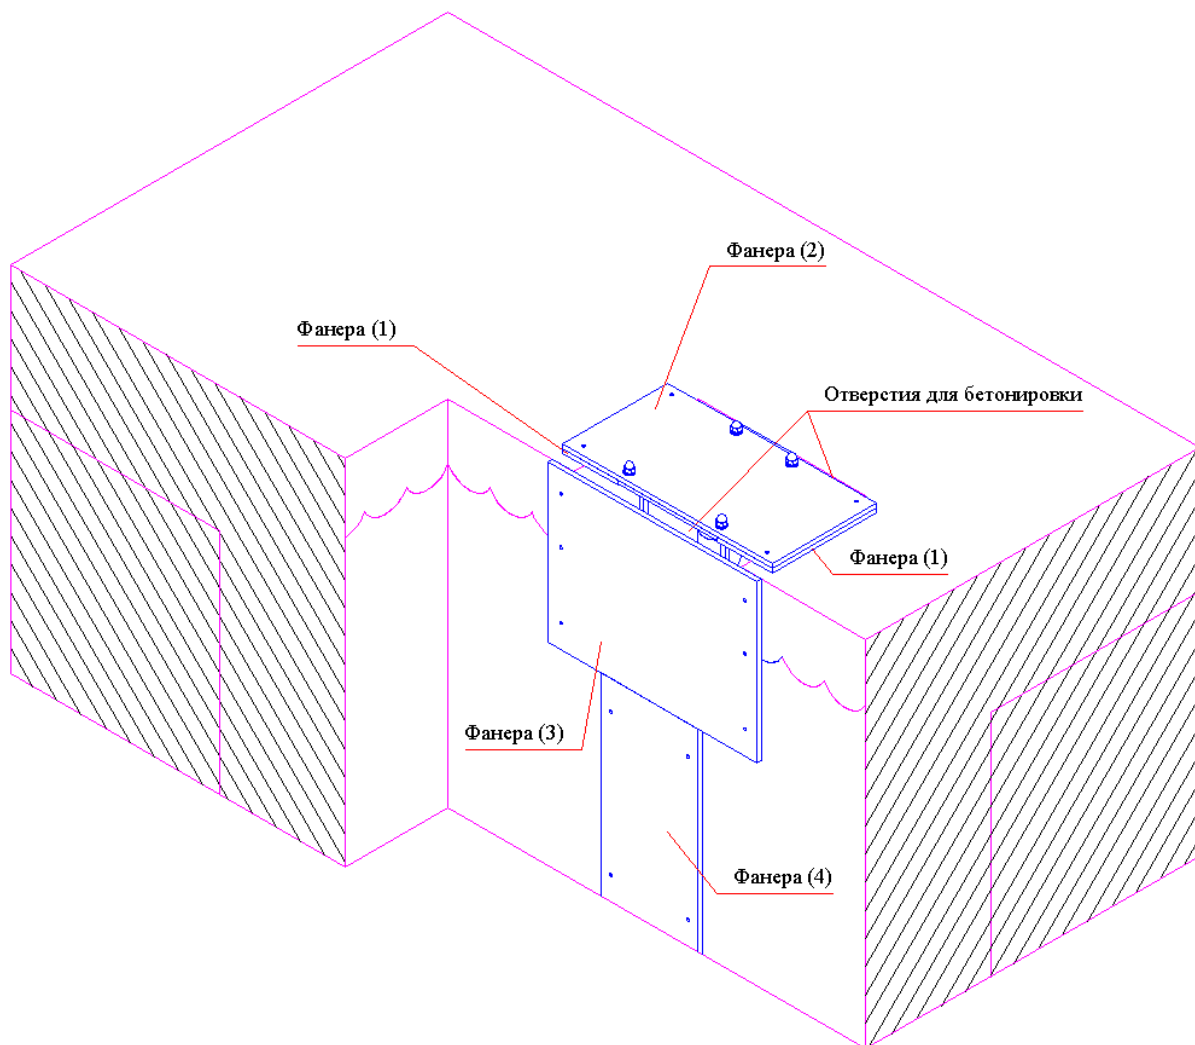 Фанера (2)
Фанера (1)
Отверстия для бетонировки
Фанера (1)
Фанера (3)
Фанера (4)